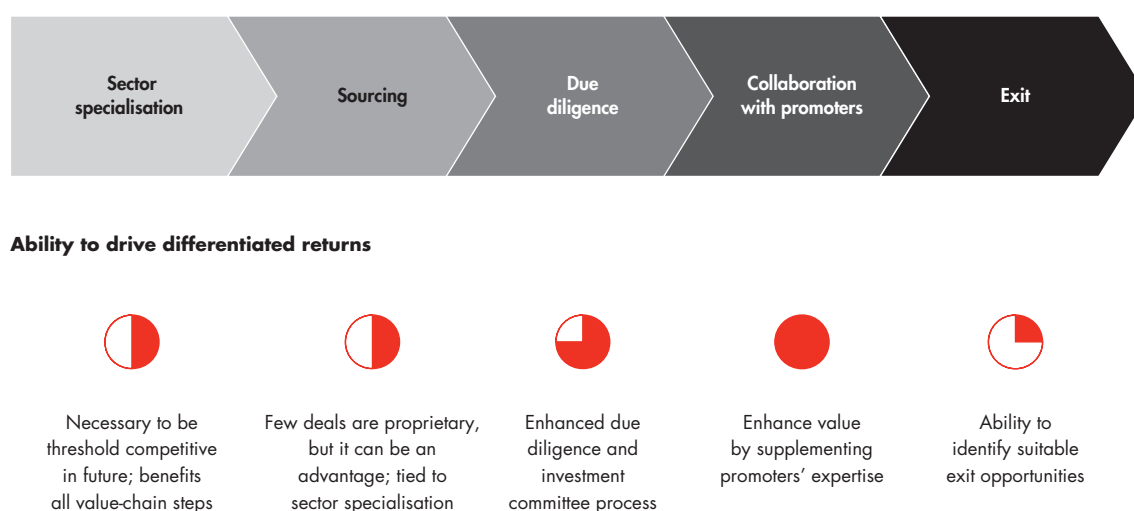 Sector
specialisation
Sourcing
Due
diligence
Collaboration
with promoters
Exit
Ability to drive differentiated returns
Necessary to be
threshold competitive
in future; benefits
all value-chain steps
Few deals are proprietary,
but it can be an
advantage; tied to
sector specialisation
Enhanced due
diligence and
investment
committee process
Enhance value
by supplementing
promoters’ expertise
Ability to
identify suitable
exit opportunities